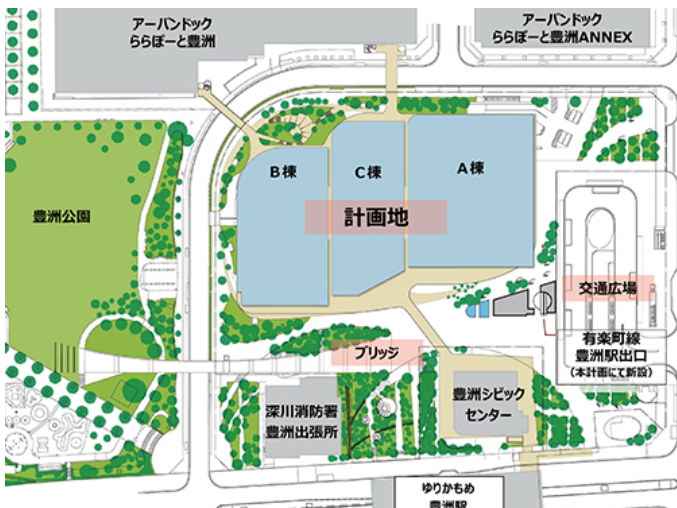 アーバンドック
ららぽーと豊洲
アーバンドック
ららぽーと豊洲ANNEX
B棟
C棟
A棟
計画地
豊洲公園
交通広場
有楽町線
豊洲駅出口
(本計画にて新設)
ブリッジ
深川消防署
豊洲出張所
豊洲シビック
センター
ゆりかもめ
豊洲駅